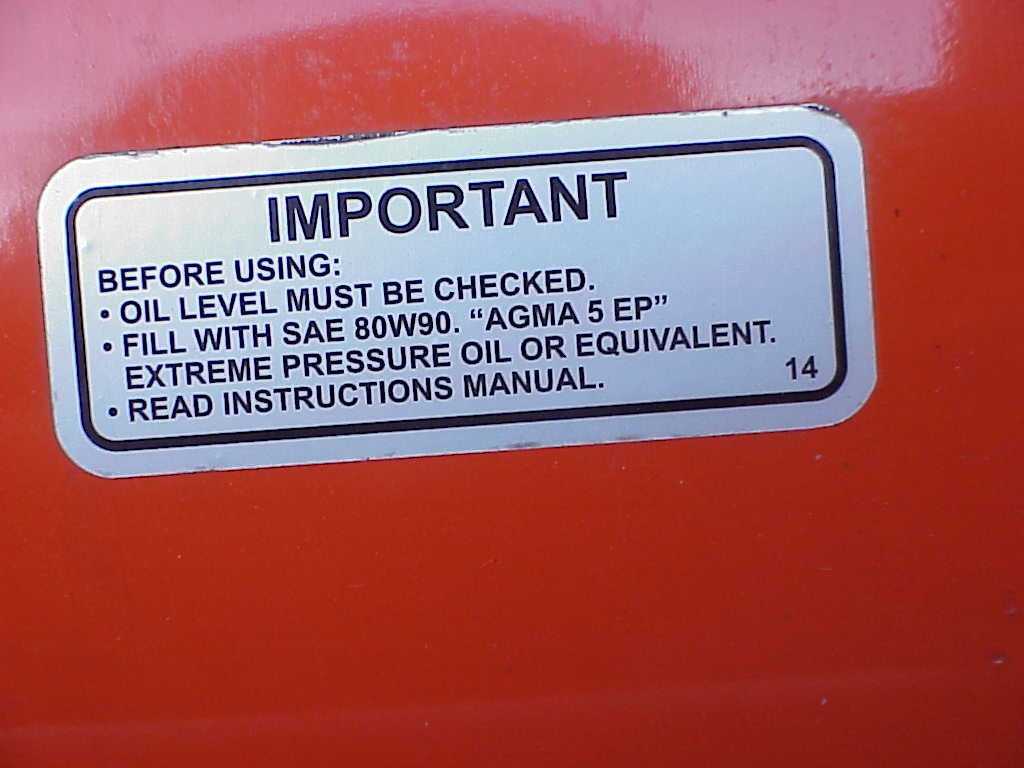 IMPORTANT
BEFORE USING:
• OIL LEVEL MUST BE CHECKED.
• FILL WITH SAE 80W90. “AGMA 5 EP”
EXTREME PRESSURE OIL OR EQUIVALENT.
• READ INSTRUCTIONS MANUAL.
14